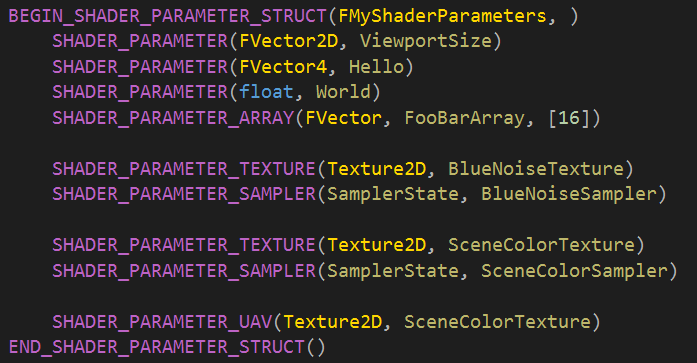 BEGIN_SHADER_PARAMETER_STRUCT(FMyShaderParameters, )
    SHADER_PARAMETER(FVector2D, ViewportSize)
    SHADER_PARAMETER(FVector4, Hello)
    SHADER_PARAMETER(float, World)
    SHADER_PARAMETER_ARRAY(FVector, FooBarArray, [16])

    SHADER_PARAMETER_TEXTURE(Texture2D, BlueNoiseTexture)
    SHADER_PARAMETER_SAMPLER(SamplerState, BlueNoiseSampler)

    SHADER_PARAMETER_TEXTURE(Texture2D, SceneColorTexture)
    SHADER_PARAMETER_SAMPLER(SamplerState, SceneColorSampler)

    SHADER_PARAMETER_UAV(Texture2D, SceneColorTexture)
END_SHADER_PARAMETER_STRUCT()